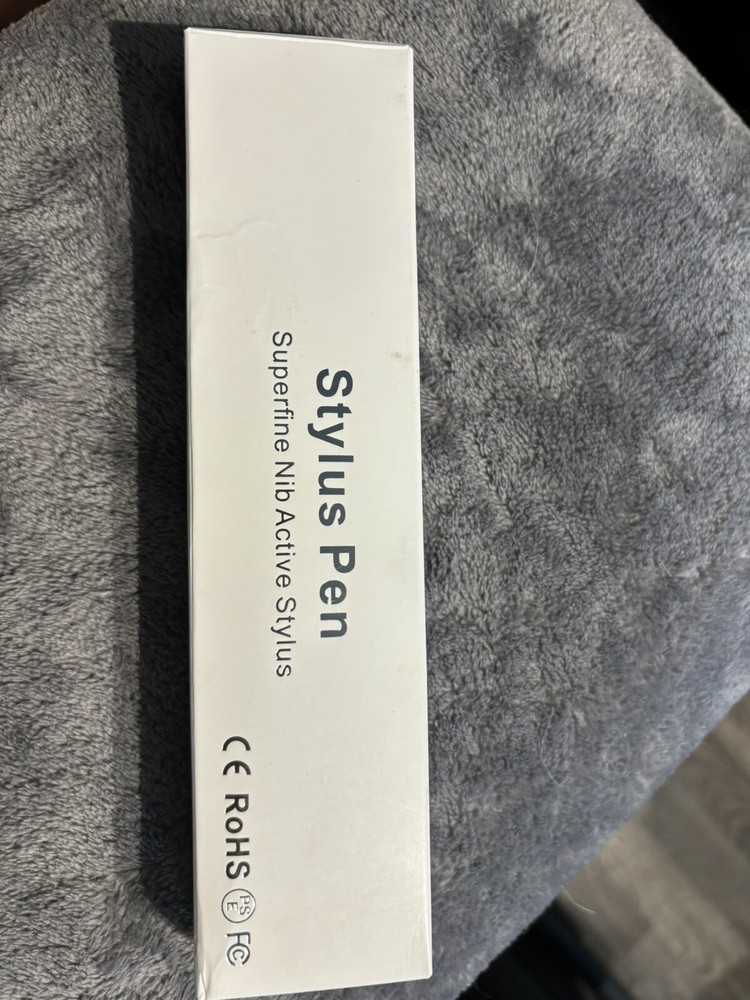 Stylus Pen
Superfine Nib Active Stylus
CE RoHS PSE FC